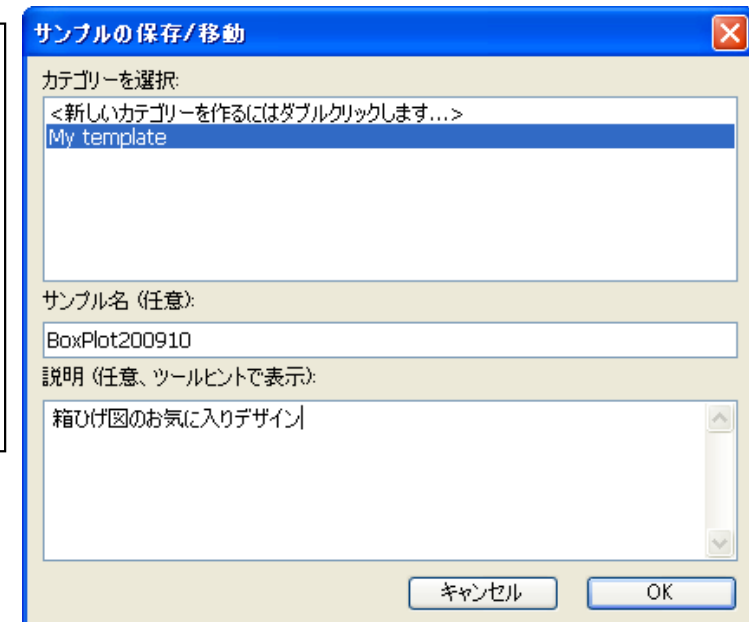 サンプルの保存/移動
カテゴリーを選択:
<新しいカテゴリーを作るにはダブルクリックします...>
My template
サンプル名 (任意):
BoxPlot200910
説明 (任意、ツールヒントで表示):
箱ひげ図のお気に入りデザイン
キャンセル
OK